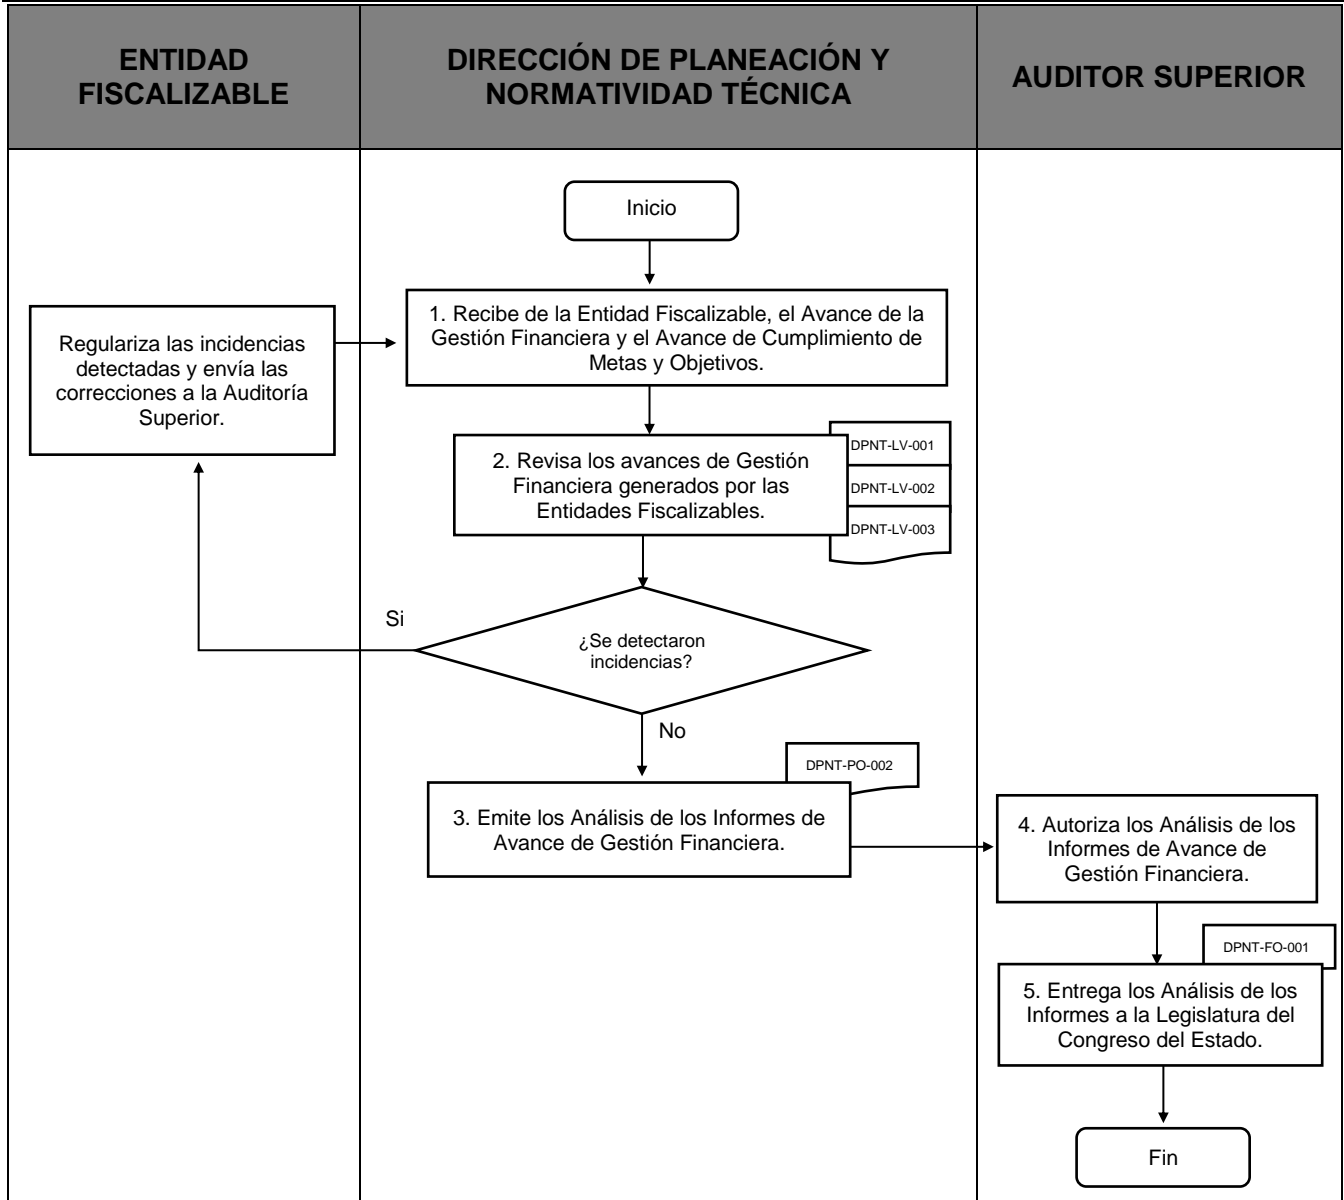 ENTIDAD
FISCALIZABLE
DIRECCIÓN DE PLANEACIÓN Y
NORMATIVIDAD TÉCNICA
AUDITOR SUPERIOR
Inicio
Regulariza las incidencias
detectadas y envía las
correcciones a la Auditoría
Superior.
1. Recibe de la Entidad Fiscalizable, el Avance de la
Gestión Financiera y el Avance de Cumplimiento de
Metas y Objetivos.
2. Revisa los avances de Gestión
Financiera generados por las
Entidades Fiscalizables.
DPNT-LV-001
DPNT-LV-002
DPNT-LV-003
Si
¿Se detectaron
incidencias?
No
DPNT-PO-002
3. Emite los Análisis de los Informes de
Avance de Gestión Financiera.
4. Autoriza los Análisis de los
Informes de Avance de
Gestión Financiera.
DPNT-FO-001
5. Entrega los Análisis de los
Informes a la Legislatura del
Congreso del Estado.
Fin